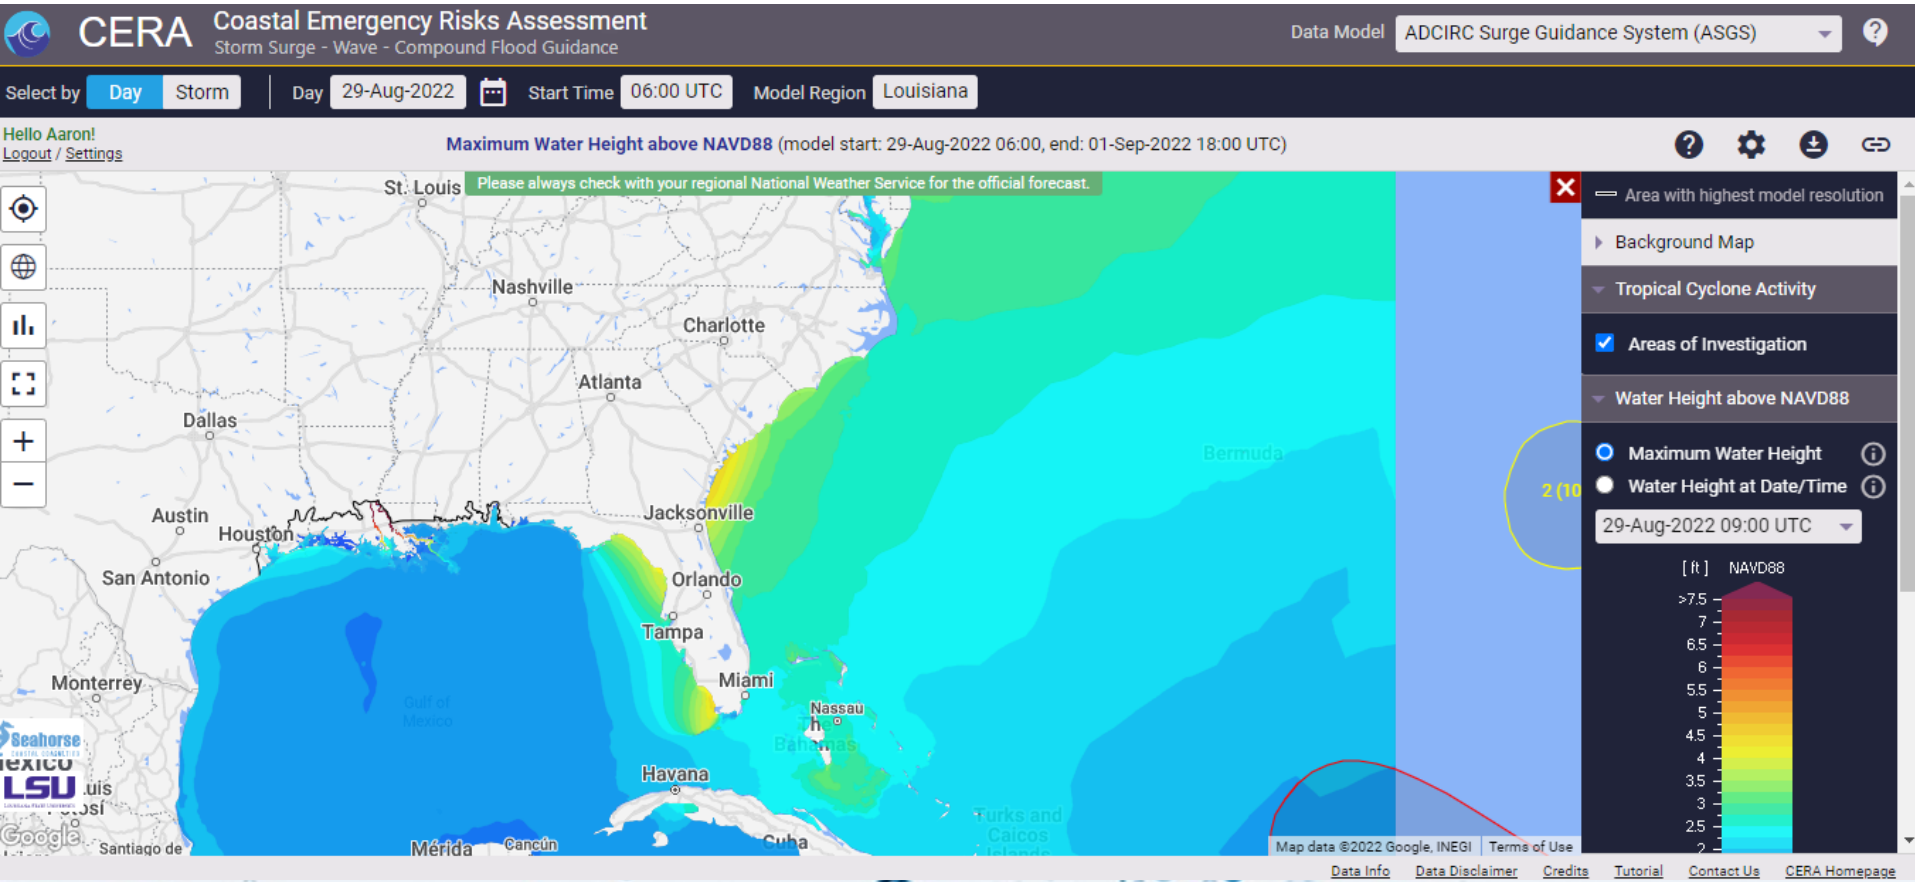 CERA
Coastal Emergency Risks Assessment
Storm Surge - Wave - Compound Flood Guidance
Data Model ADCIRC Surge Guidance System (ASGS)
Select by Day Storm Day 29-Aug-2022 Start Time 06:00 UTC Model Region Louisiana
Hello Aaron!
Logout / Settings
Maximum Water Height above NAVD88 (model start: 29-Aug-2022 06:00, end: 01-Sep-2022 18:00 UTC)
Please always check with your regional National Weather Service for the official forecast.
St. Louis
Nashville
Charlotte
Atlanta
Dallas
Bermuda
2 (10
Austin
Houston
Jacksonville
San Antonio
Orlando
Tampa
Monterrey
Miami
Gulf of
Mexico
Nassau
The
Bahamas
Seahorse
COASTAL CONSULTING
LSU
Havana
Google
Santiago de
Mérida
Cancún
Cuba
Turks and
Caicos
Islands
Map data ©2022 Google, INEGI Terms of Use
Area with highest model resolution
Background Map
Tropical Cyclone Activity
Areas of Investigation
Water Height above NAVD88
Maximum Water Height
Water Height at Date/Time
29-Aug-2022 09:00 UTC
[ ft ] NAVD88
>7.5
7
6.5
6
5.5
5
4.5
4
3.5
3
2.5
2
Data Info Data Disclaimer Credits Tutorial Contact Us CERA Homepage